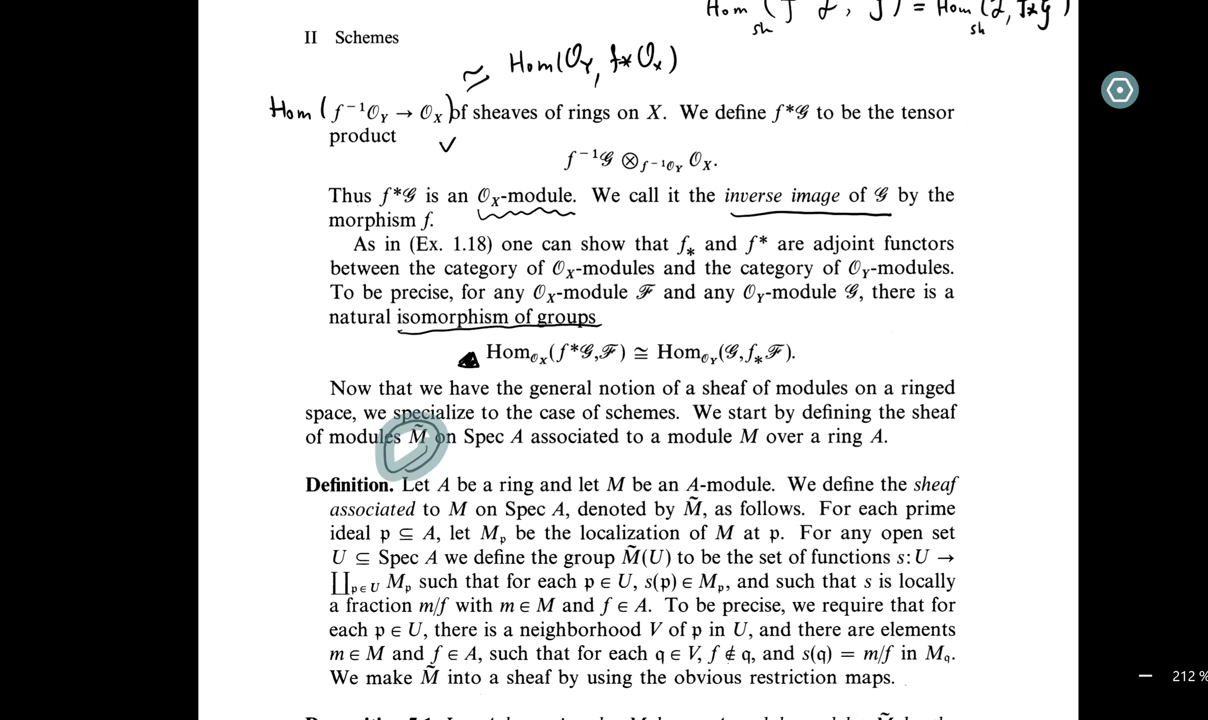 Hom sh (f⁻¹ 𝒢, ℱ) = Hom sh (𝒢, f∗ℱ)
II Schemes
≃ Hom(𝒪_Y, f∗𝒪_X)
Hom ( f⁻¹𝒪_Y → 𝒪_X ) of sheaves of rings on X. We define f*𝒢 to be the tensor
product
f⁻¹𝒢 ⊗_{f⁻¹𝒪_Y} 𝒪_X.
Thus f*𝒢 is an 𝒪_X-module. We call it the inverse image of 𝒢 by the
morphism f.
As in (Ex. 1.18) one can show that f∗ and f* are adjoint functors
between the category of 𝒪_X-modules and the category of 𝒪_Y-modules.
To be precise, for any 𝒪_X-module ℱ and any 𝒪_Y-module 𝒢, there is a
natural isomorphism of groups
Hom_{𝒪_X}(f*𝒢,ℱ) ≅ Hom_{𝒪_Y}(𝒢,f∗ℱ).
Now that we have the general notion of a sheaf of modules on a ringed
space, we specialize to the case of schemes. We start by defining the sheaf
of modules M̃ on Spec A associated to a module M over a ring A.
Definition. Let A be a ring and let M be an A-module. We define the sheaf
associated to M on Spec A, denoted by M̃, as follows. For each prime
ideal 𝔭 ⊆ A, let M_𝔭 be the localization of M at 𝔭. For any open set
U ⊆ Spec A we define the group M̃(U) to be the set of functions s: U →
∐_{𝔭∈U} M_𝔭 such that for each 𝔭 ∈ U, s(𝔭) ∈ M_𝔭, and such that s is locally
a fraction m/f with m ∈ M and f ∈ A. To be precise, we require that for
each 𝔭 ∈ U, there is a neighborhood V of 𝔭 in U, and there are elements
m ∈ M and f ∈ A, such that for each 𝔮 ∈ V, f ∉ 𝔮, and s(𝔮) = m/f in M_𝔮.
We make M̃ into a sheaf by using the obvious restriction maps.
212 %